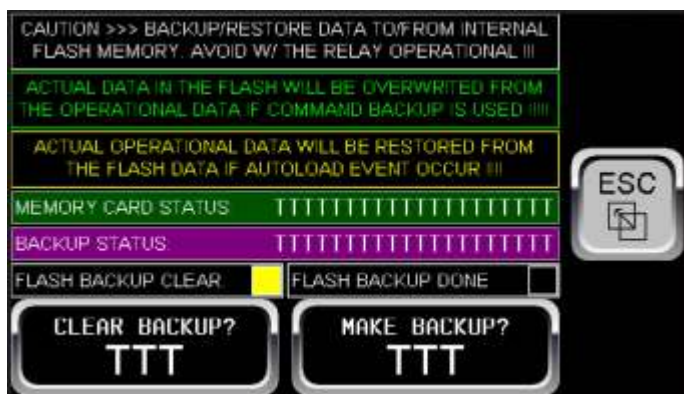 CAUTION >>> BACKUP/RESTORE DATA TO/FROM INTERNAL
FLASH MEMORY. AVOID W/ THE RELAY OPERATIONAL !!!
ACTUAL DATA IN THE FLASH WILL BE OVERWRITED FROM
THE OPERATIONAL DATA IF COMMAND BACKUP IS USED !!!!!
ACTUAL OPERATIONAL DATA WILL BE RESTORED FROM
THE FLASH DATA IF AUTOLOAD EVENT OCCUR !!!
MEMORY CARD STATUS: TTTTTTTTTTTTTTTTTTTT
BACKUP STATUS: TTTTTTTTTTTTTTTTTTTT
FLASH BACKUP CLEAR
FLASH BACKUP DONE
CLEAR BACKUP?
TTT
MAKE BACKUP?
TTT
ESC